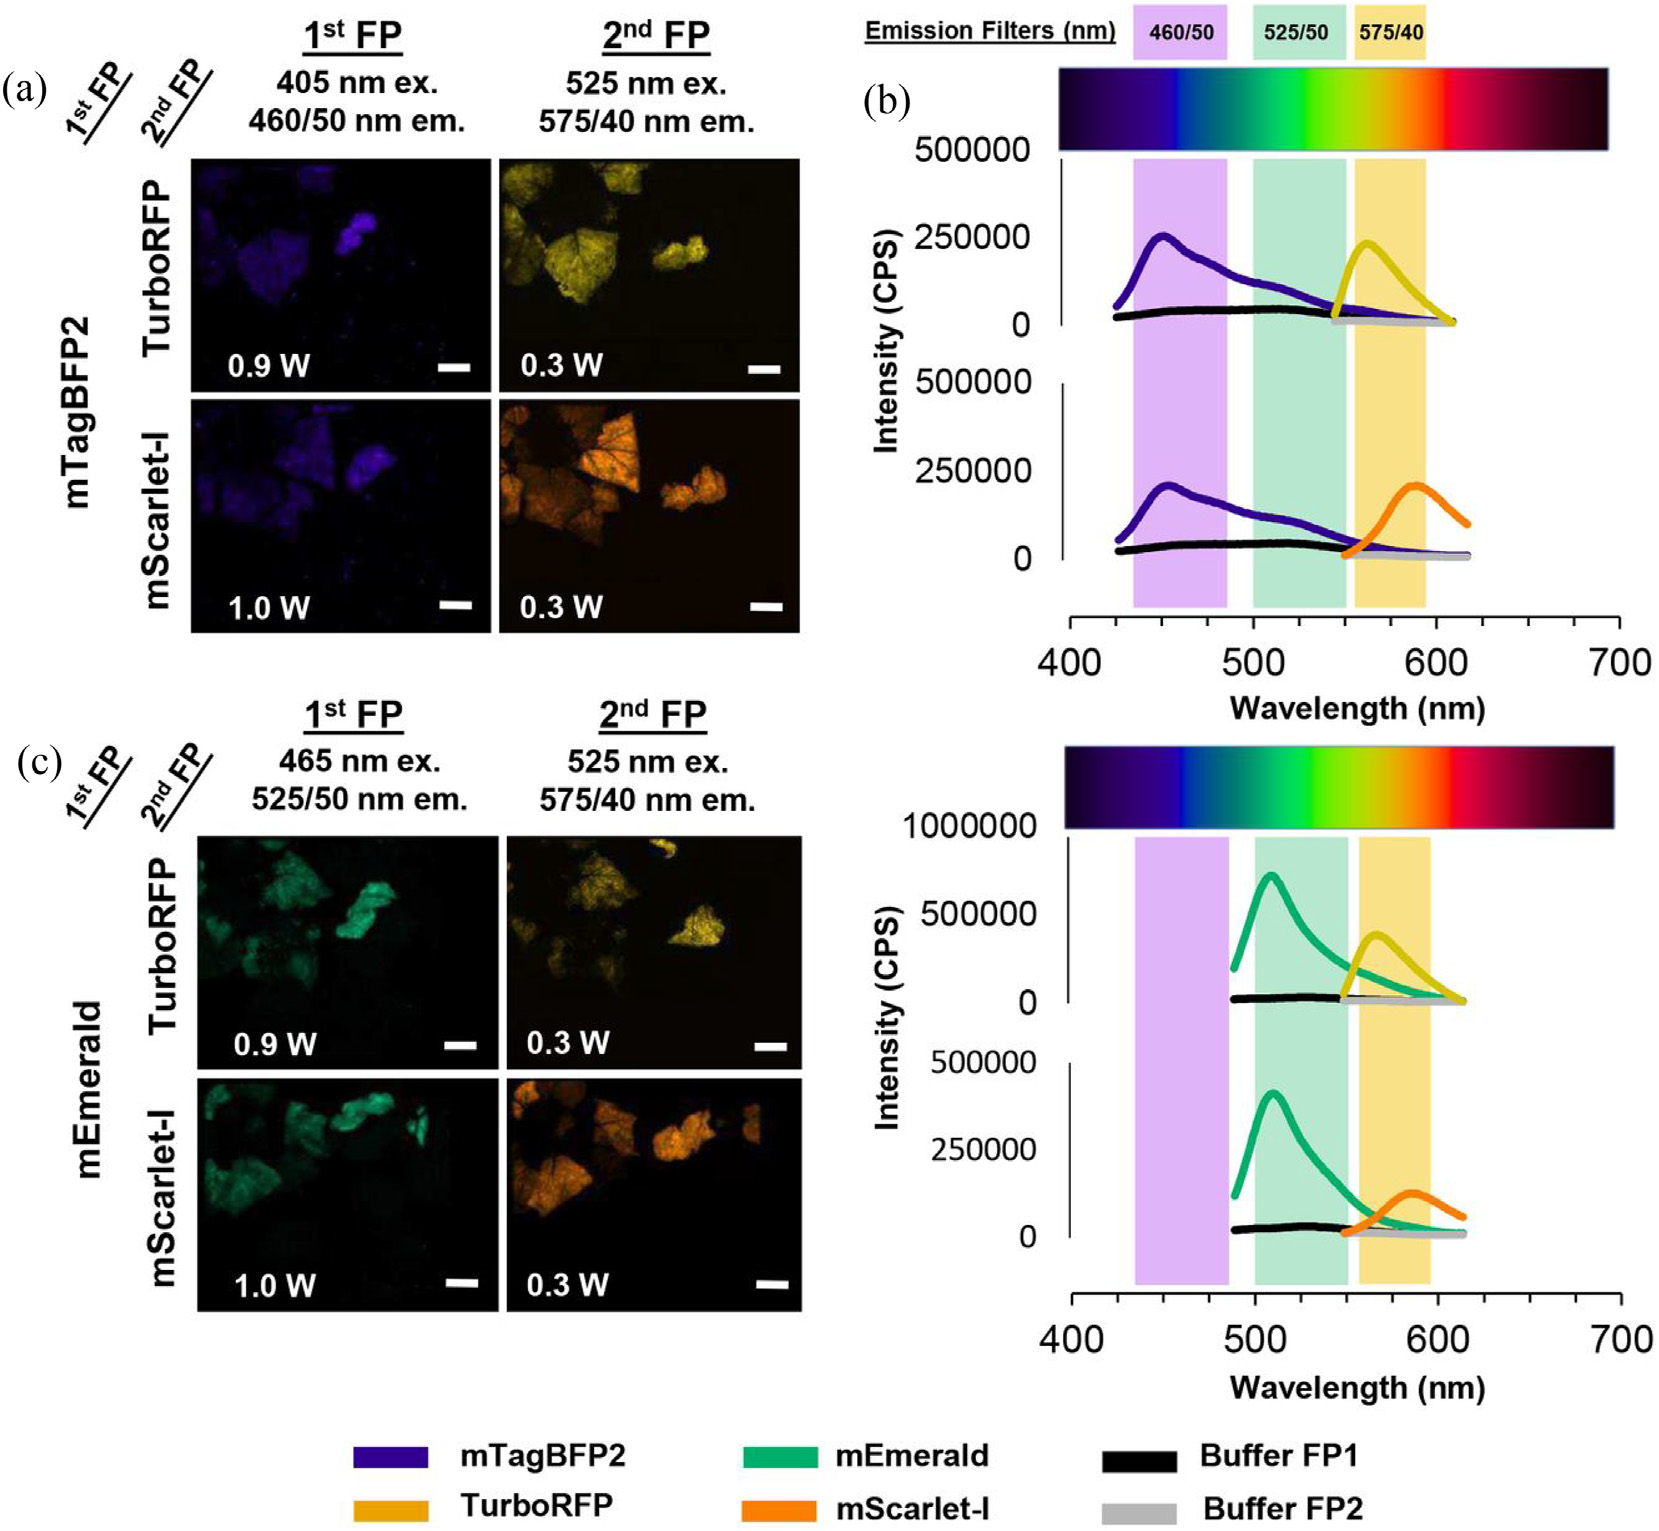 (a)
1st FP
2nd FP
1st FP
405 nm ex.
460/50 nm em.
2nd FP
525 nm ex.
575/40 nm em.
mTagBFP2
TurboRFP
0.9 W
0.3 W
mScarlet-I
1.0 W
0.3 W
(b)
Emission Filters (nm)
460/50
525/50
575/40
Intensity (CPS)
500000
250000
0
500000
250000
0
400
500
600
700
Wavelength (nm)
(c)
1st FP
2nd FP
1st FP
465 nm ex.
525/50 nm em.
2nd FP
525 nm ex.
575/40 nm em.
mEmerald
TurboRFP
0.9 W
0.3 W
mScarlet-I
1.0 W
0.3 W
Intensity (CPS)
1000000
500000
0
500000
250000
0
400
500
600
700
Wavelength (nm)
mTagBFP2
mEmerald
Buffer FP1
TurboRFP
mScarlet-I
Buffer FP2